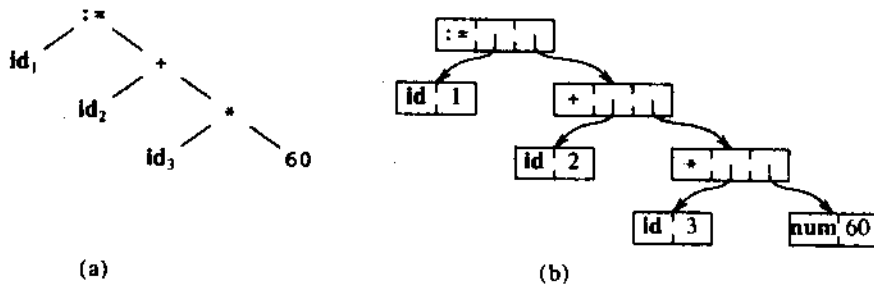 :=
id₁ +
id₂ *
id₃ 60
(a)
:=
id 1 +
id 2 *
id 3 num 60
(b)